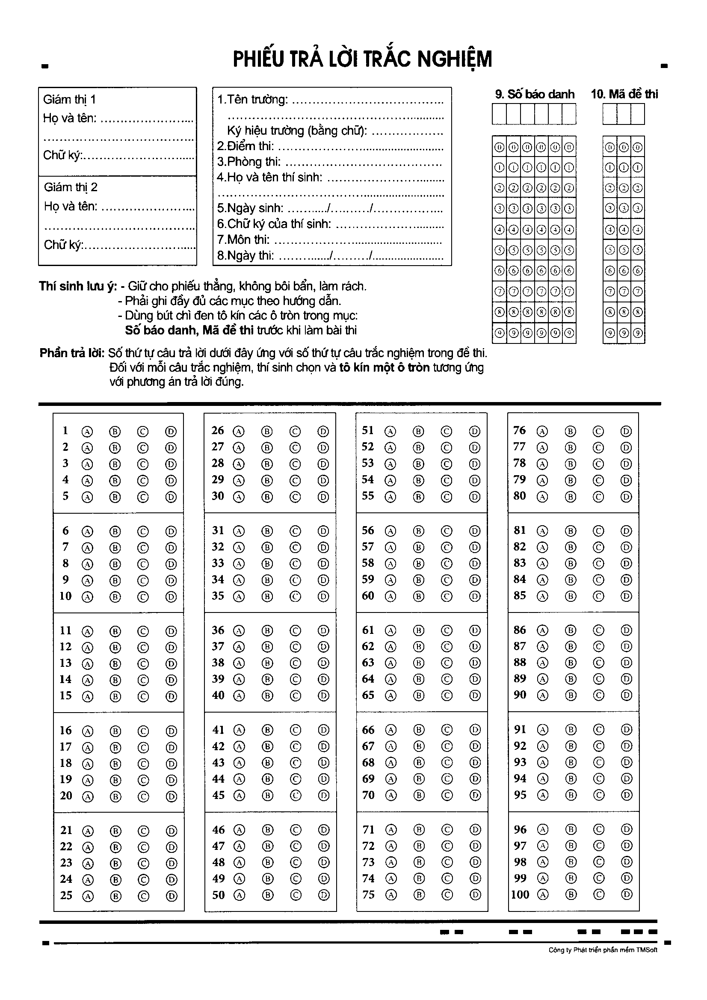 PHIẾU TRẢ LỜI TRẮC NGHIỆM
Giám thị 1
Họ và tên: ........................
........................................
Chữ ký:............................
Giám thị 2
Họ và tên: ........................
........................................
Chữ ký:............................
1.Tên trường: ......................................
......................................................
Ký hiệu trường (bằng chữ): ..................
2.Điểm thi: .........................................
3.Phòng thi: .......................................
4.Họ và tên thí sinh: .............................
.........................................................
5.Ngày sinh: ........../........../.................
6.Chữ ký của thí sinh: ...........................
7.Môn thi: ..........................................
8.Ngày thi: ............./........./..................
9. Số báo danh
0 0 0 0 0 0
1 1 1 1 1 1
2 2 2 2 2 2
3 3 3 3 3 3
4 4 4 4 4 4
5 5 5 5 5 5
6 6 6 6 6 6
7 7 7 7 7 7
8 8 8 8 8 8
9 9 9 9 9 9
10. Mã đề thi
0 0 0
1 1 1
2 2 2
3 3 3
4 4 4
5 5 5
6 6 6
7 7 7
8 8 8
9 9 9
Thí sinh lưu ý: - Giữ cho phiếu thẳng, không bôi bẩn, làm rách.
- Phải ghi đầy đủ các mục theo hướng dẫn.
- Dùng bút chì đen tô kín các ô tròn trong mục:
Số báo danh, Mã đề thi trước khi làm bài thi
Phần trả lời: Số thứ tự câu trả lời dưới đây ứng với số thứ tự câu trắc nghiệm trong đề thi.
Đối với mỗi câu trắc nghiệm, thí sinh chọn và tô kín một ô tròn tương ứng
với phương án trả lời đúng.
1 A B C D
2 A B C D
3 A B C D
4 A B C D
5 A B C D
6 A B C D
7 A B C D
8 A B C D
9 A B C D
10 A B C D
11 A B C D
12 A B C D
13 A B C D
14 A B C D
15 A B C D
16 A B C D
17 A B C D
18 A B C D
19 A B C D
20 A B C D
21 A B C D
22 A B C D
23 A B C D
24 A B C D
25 A B C D
26 A B C D
27 A B C D
28 A B C D
29 A B C D
30 A B C D
31 A B C D
32 A B C D
33 A B C D
34 A B C D
35 A B C D
36 A B C D
37 A B C D
38 A B C D
39 A B C D
40 A B C D
41 A B C D
42 A B C D
43 A B C D
44 A B C D
45 A B C D
46 A B C D
47 A B C D
48 A B C D
49 A B C D
50 A B C D
51 A B C D
52 A B C D
53 A B C D
54 A B C D
55 A B C D
56 A B C D
57 A B C D
58 A B C D
59 A B C D
60 A B C D
61 A B C D
62 A B C D
63 A B C D
64 A B C D
65 A B C D
66 A B C D
67 A B C D
68 A B C D
69 A B C D
70 A B C D
71 A B C D
72 A B C D
73 A B C D
74 A B C D
75 A B C D
76 A B C D
77 A B C D
78 A B C D
79 A B C D
80 A B C D
81 A B C D
82 A B C D
83 A B C D
84 A B C D
85 A B C D
86 A B C D
87 A B C D
88 A B C D
89 A B C D
90 A B C D
91 A B C D
92 A B C D
93 A B C D
94 A B C D
95 A B C D
96 A B C D
97 A B C D
98 A B C D
99 A B C D
100 A B C D
Công ty Phát triển phần mềm TMSoft